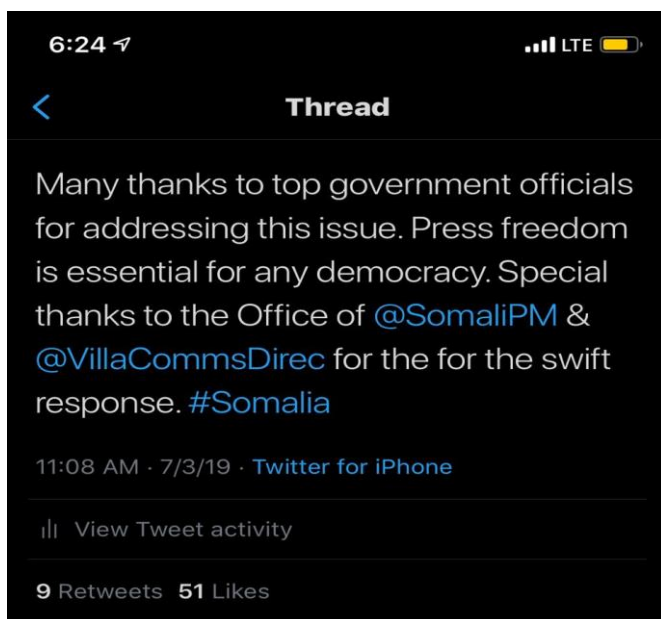 6:24
LTE
Thread
Many thanks to top government officials
for addressing this issue. Press freedom
is essential for any democracy. Special
thanks to the Office of @SomaliPM &
@VillaCommsDirec for the for the swift
response. #Somalia
11:08 AM · 7/3/19 · Twitter for iPhone
View Tweet activity
9 Retweets 51 Likes